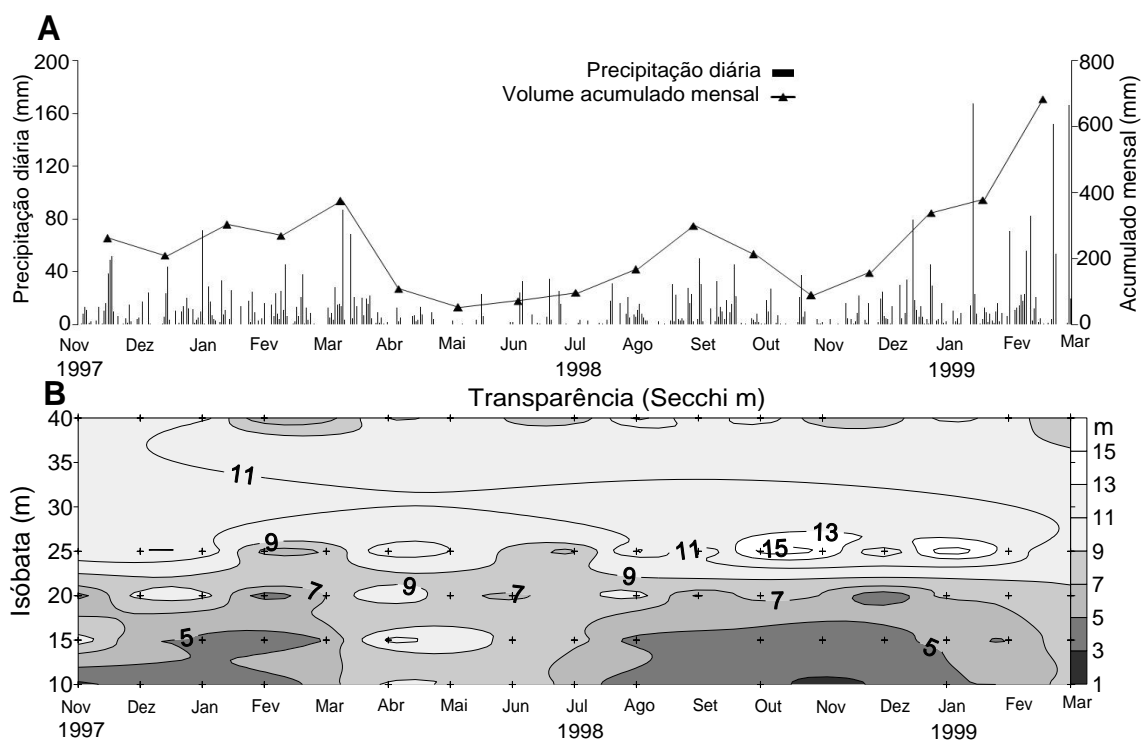 A
Precipitação diária (mm)
200
160
120
80
40
0
Precipitação diária
Volume acumulado mensal
800
600
400
200
0
Acumulado mensal (mm)
Nov Dez Jan Fev Mar Abr Mai Jun Jul Ago Set Out Nov Dez Jan Fev Mar
1997 1998 1999
B
Transparência (Secchi m)
Isóbata (m)
40
35
30
25
20
15
10
11
9
11
13
15
7
9
7
9
7
5
5
m
15
13
11
9
7
5
3
1
Nov Dez Jan Fev Mar Abr Mai Jun Jul Ago Set Out Nov Dez Jan Fev Mar
1997 1998 1999